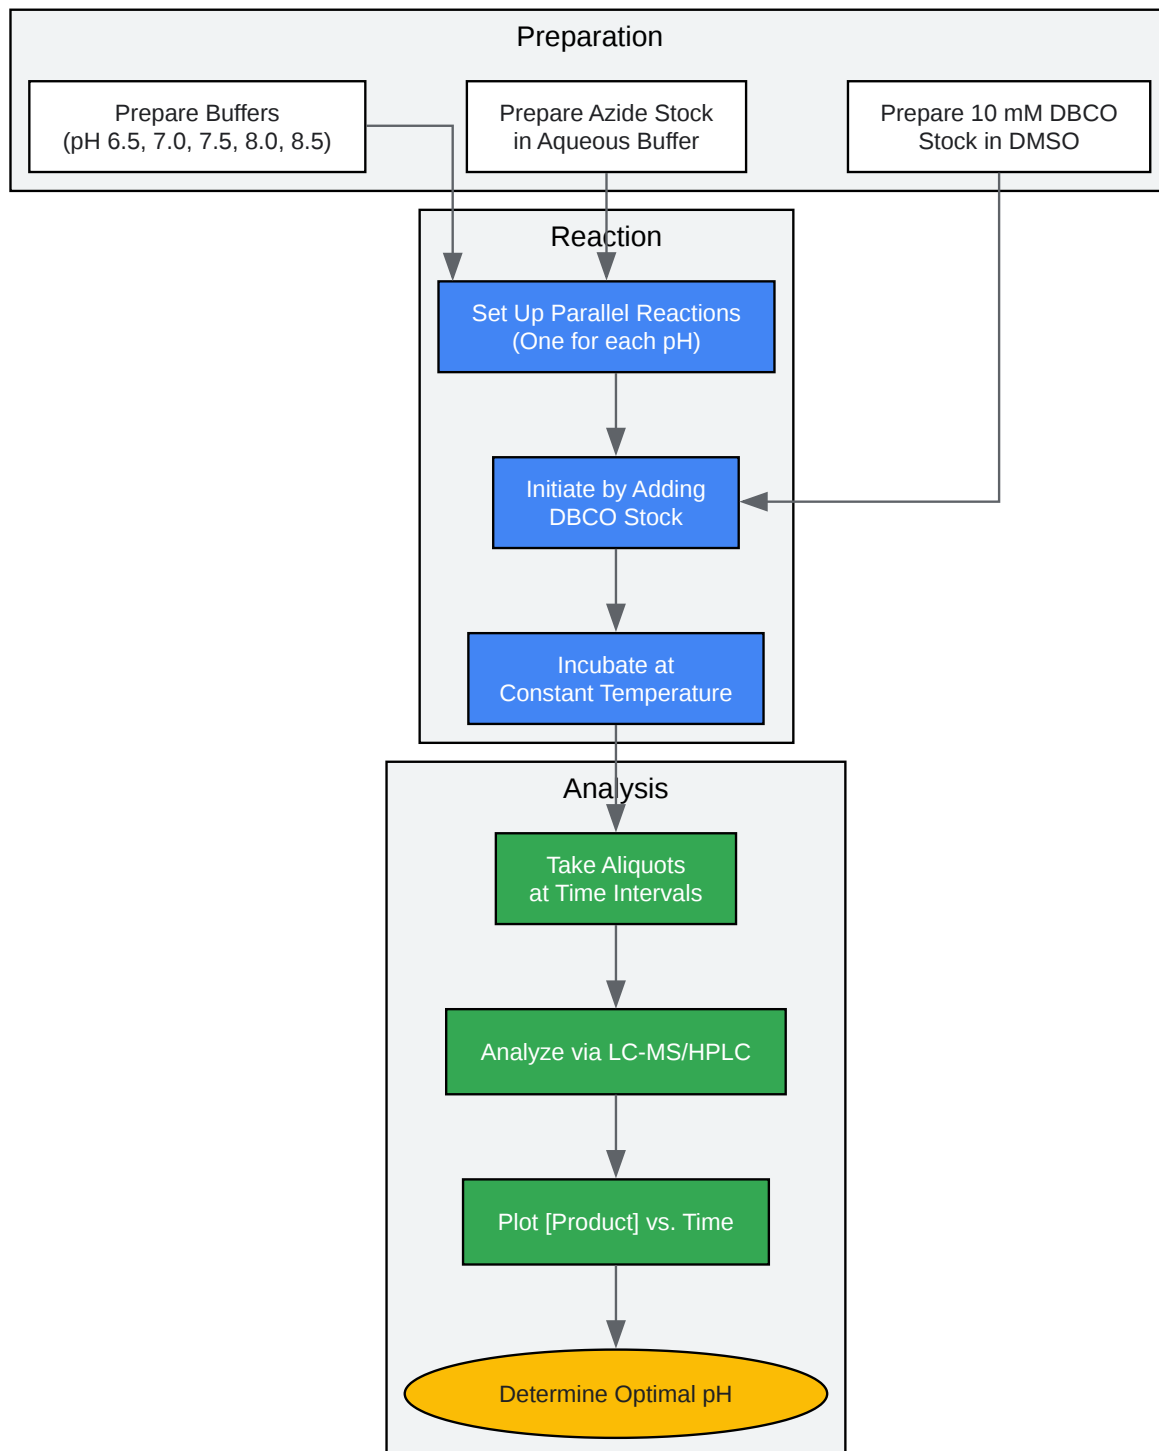 Preparation
Prepare Buffers
(pH 6.5, 7.0, 7.5, 8.0, 8.5)
Prepare Azide Stock
in Aqueous Buffer
Prepare 10 mM DBCO
Stock in DMSO
Reaction
Set Up Parallel Reactions
(One for each pH)
Initiate by Adding
DBCO Stock
Incubate at
Constant Temperature
Analysis
Take Aliquots
at Time Intervals
Analyze via LC-MS/HPLC
Plot [Product] vs. Time
Determine Optimal pH